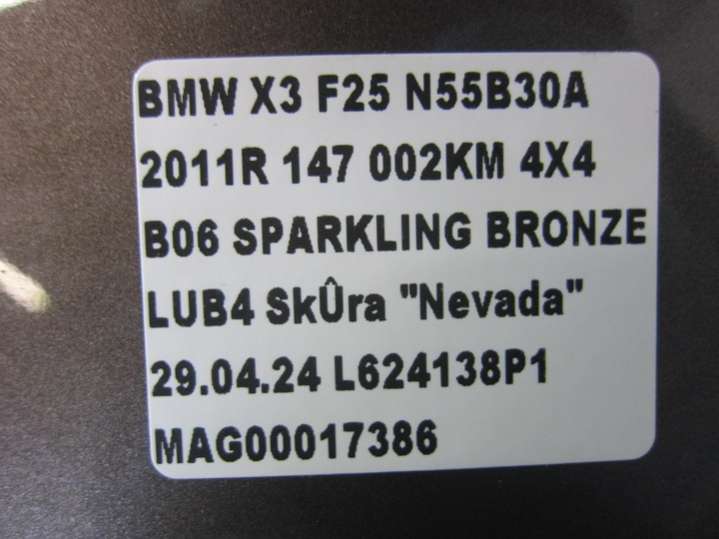 BMW X3 F25 N55B30A
2011R 147 002KM 4X4
B06 SPARKLING BRONZE
LUB4 SkÛra "Nevada"
29.04.24 L624138P1
MAG00017386